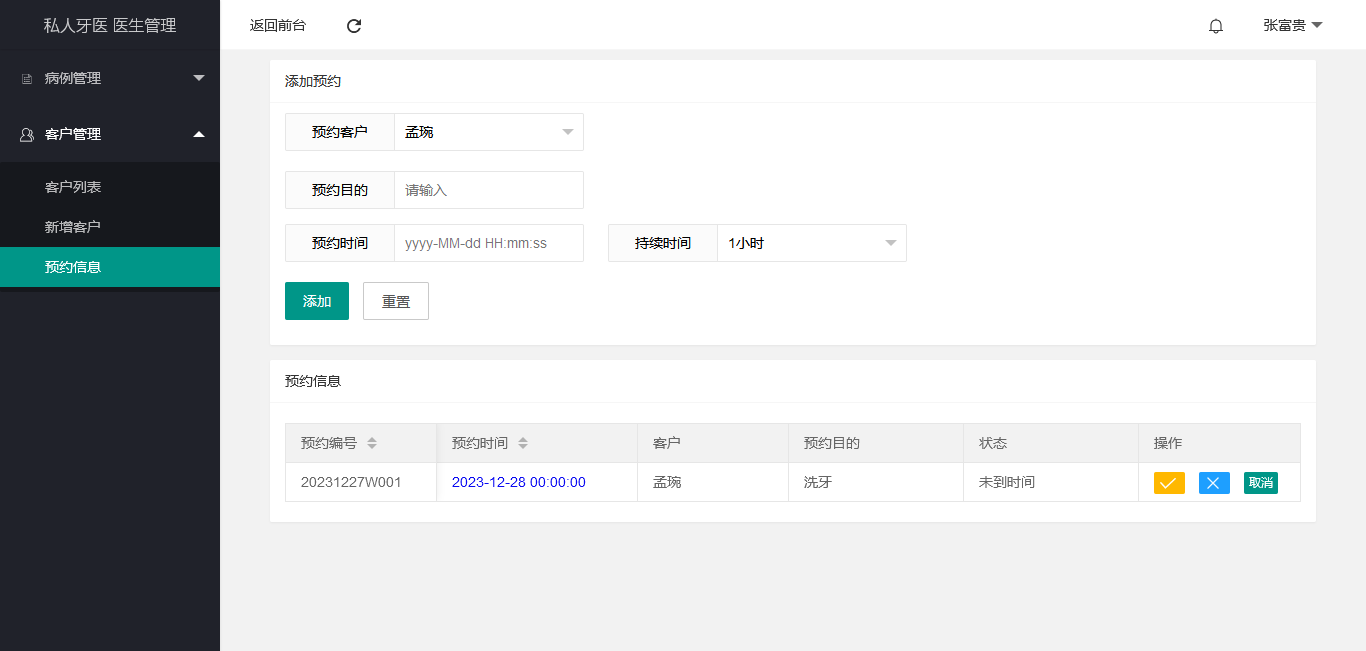 私人牙医 医生管理
返回前台
张富贵
病例管理
客户管理
客户列表
新增客户
预约信息
添加预约
预约客户 孟琬
预约目的 请输入
预约时间 yyyy-MM-dd HH:mm:ss 持续时间 1小时
添加 重置
预约信息
预约编号 预约时间 客户 预约目的 状态 操作
20231227W001 2023-12-28 00:00:00 孟琬 洗牙 未到时间 取消